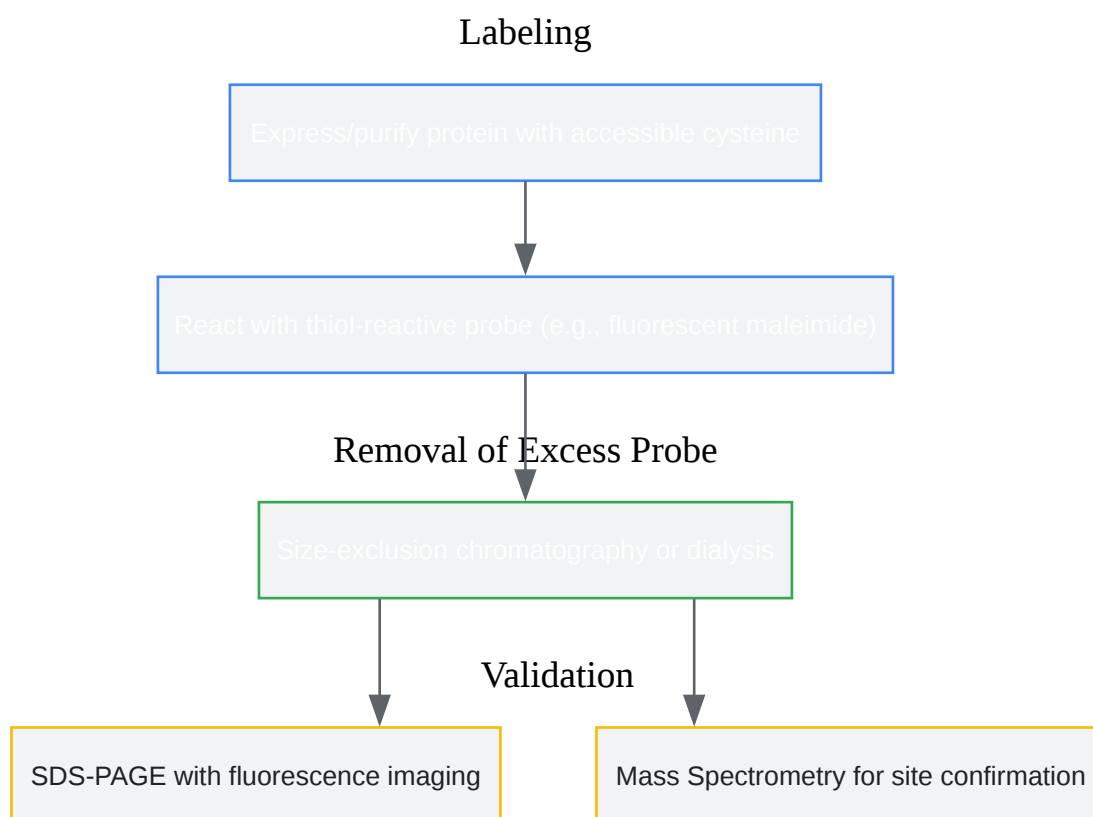 Labeling
Express/purify protein with accessible cysteine
React with thiol-reactive probe (e.g., fluorescent maleimide)
Removal of Excess Probe
Size-exclusion chromatography or dialysis
Validation
SDS-PAGE with fluorescence imaging
Mass Spectrometry for site confirmation